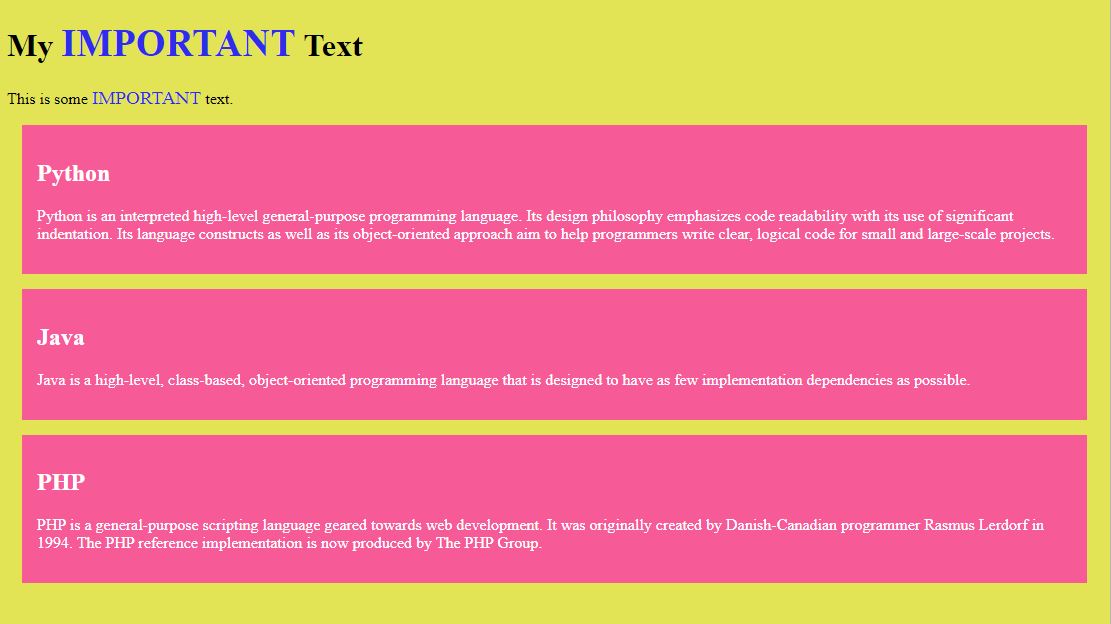 My IMPORTANT Text
This is some IMPORTANT text.
Python
Python is an interpreted high-level general-purpose programming language. Its design philosophy emphasizes code readability with its use of significant
indentation. Its language constructs as well as its object-oriented approach aim to help programmers write clear, logical code for small and large-scale projects.
Java
Java is a high-level, class-based, object-oriented programming language that is designed to have as few implementation dependencies as possible.
PHP
PHP is a general-purpose scripting language geared towards web development. It was originally created by Danish-Canadian programmer Rasmus Lerdorf in
1994. The PHP reference implementation is now produced by The PHP Group.